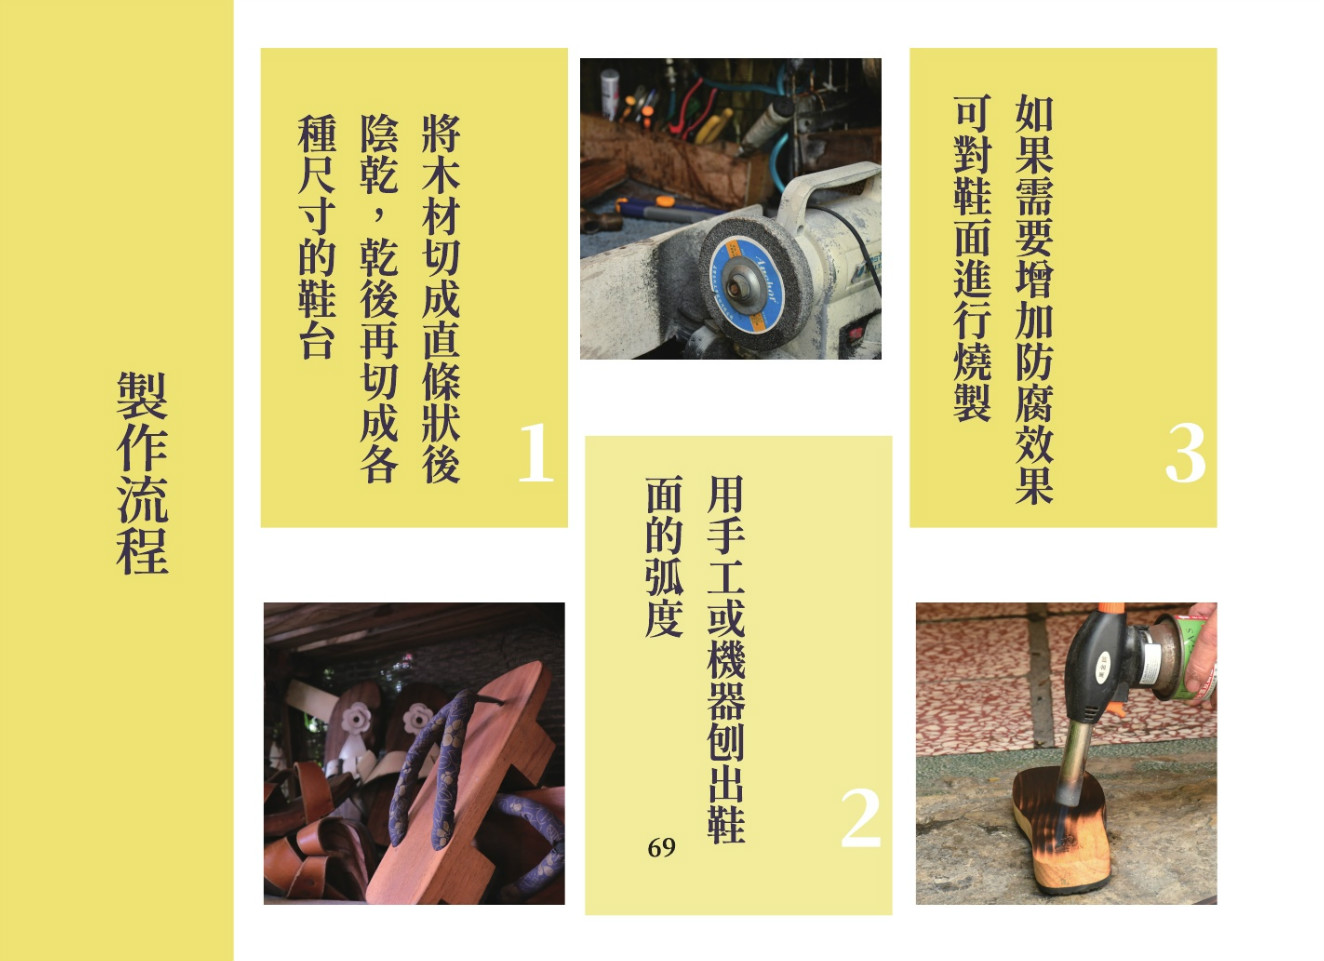 製作流程
將木材切成直條狀後
陰乾，乾後再切成各
種尺寸的鞋台
1
用手工或機器刨出鞋
面的弧度
2
69
如果需要增加防腐效果
可對鞋面進行燒製
3
Anchor